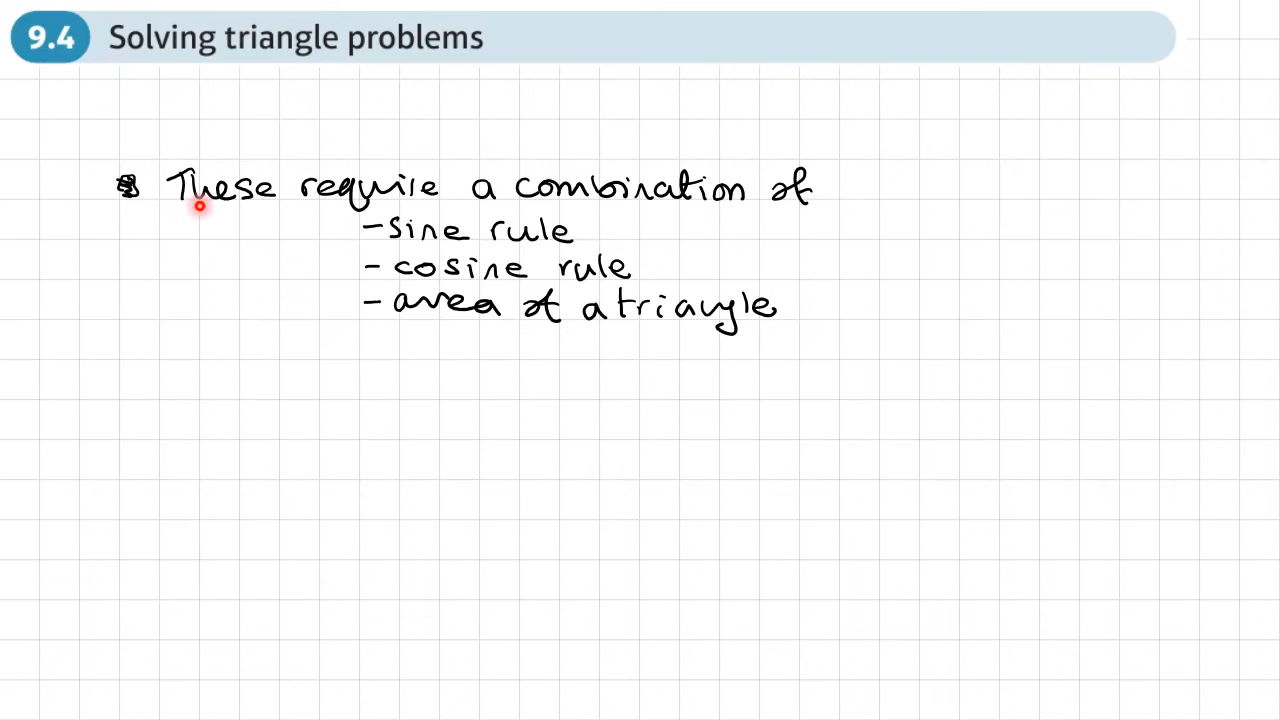 9.4 Solving triangle problems
These require a combination of
- sine rule
- cosine rule
- area of a triangle